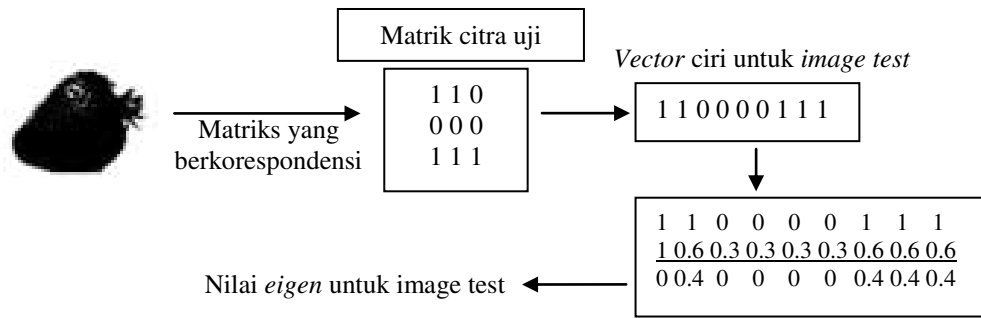 Matrik citra uji
Vector ciri untuk image test
1 1 0
0 0 0
1 1 1
1 1 0 0 0 0 1 1 1
Matriks yang
berkorespondensi
1 1 0 0 0 0 1 1 1
1 0.6 0.3 0.3 0.3 0.3 0.6 0.6 0.6
0 0.4 0 0 0 0 0.4 0.4 0.4
Nilai eigen untuk image test